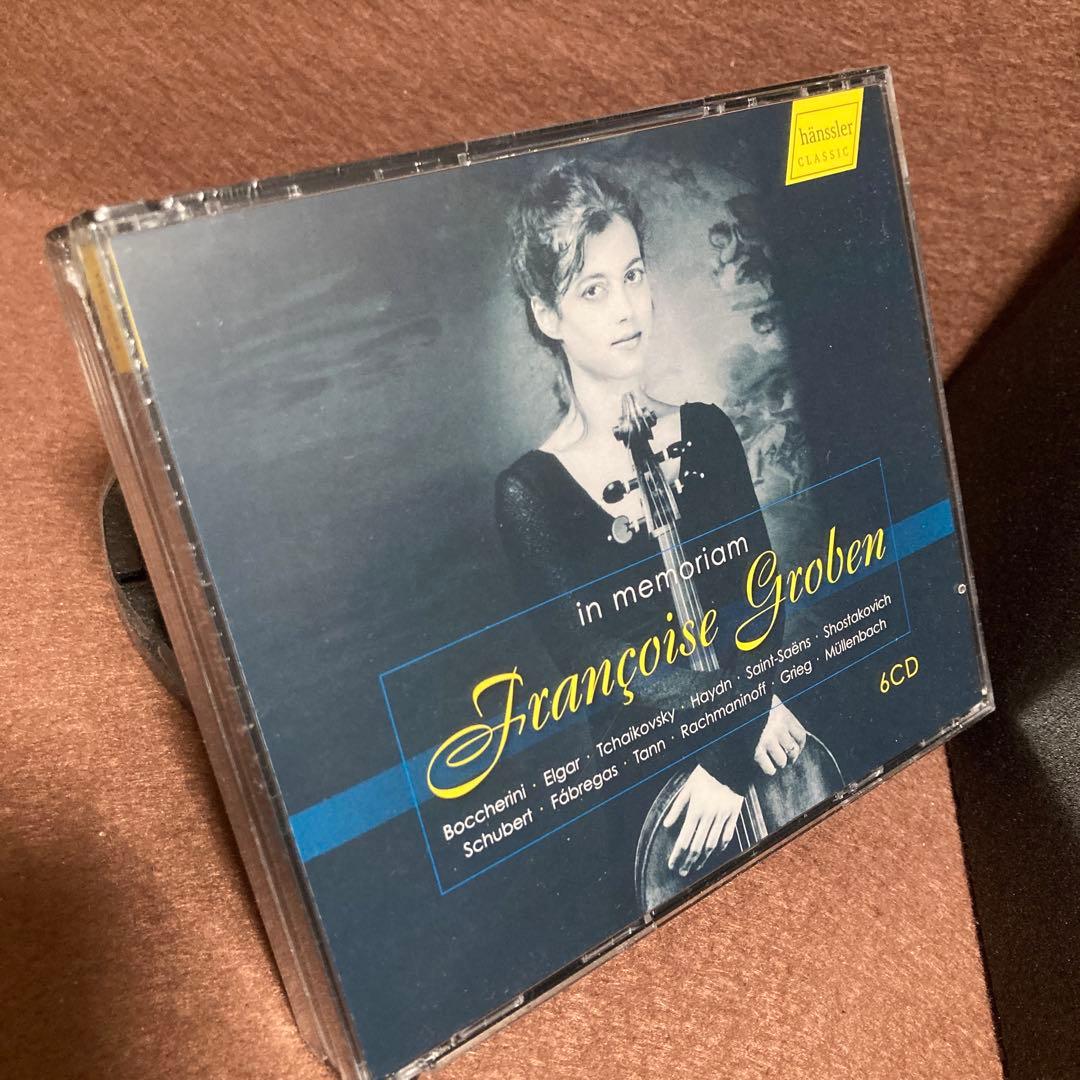 hänssler
CLASSIC
in memoriam
Françoise Groben
Boccherini · Elgar · Tchaikovsky · Haydn · Saint-Saëns · Shostakovich
Schubert · Fábregas · Tann · Rachmaninoff · Grieg · Müllenbach
6CD